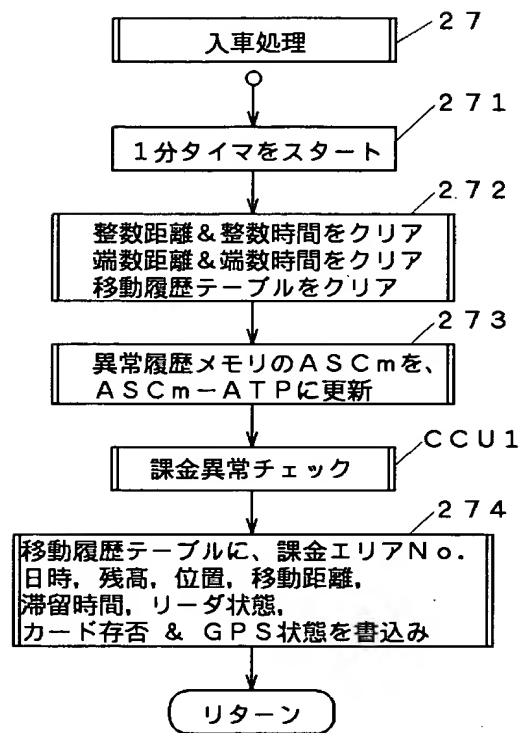 入車処理
２７
２７１
１分タイマをスタート
２７２
整数距離＆整数時間をクリア
端数距離＆端数時間をクリア
移動履歴テーブルをクリア
２７３
異常履歴メモリのＡＳＣｍを、
ＡＳＣｍ－ＡＴＰに更新
ＣＣＵ１
課金異常チェック
２７４
移動履歴テーブルに、課金エリアＮｏ．
日時，残高，位置，移動距離，
滞留時間，リーダ状態，
カード存否 ＆ ＧＰＳ状態を書込み
リターン